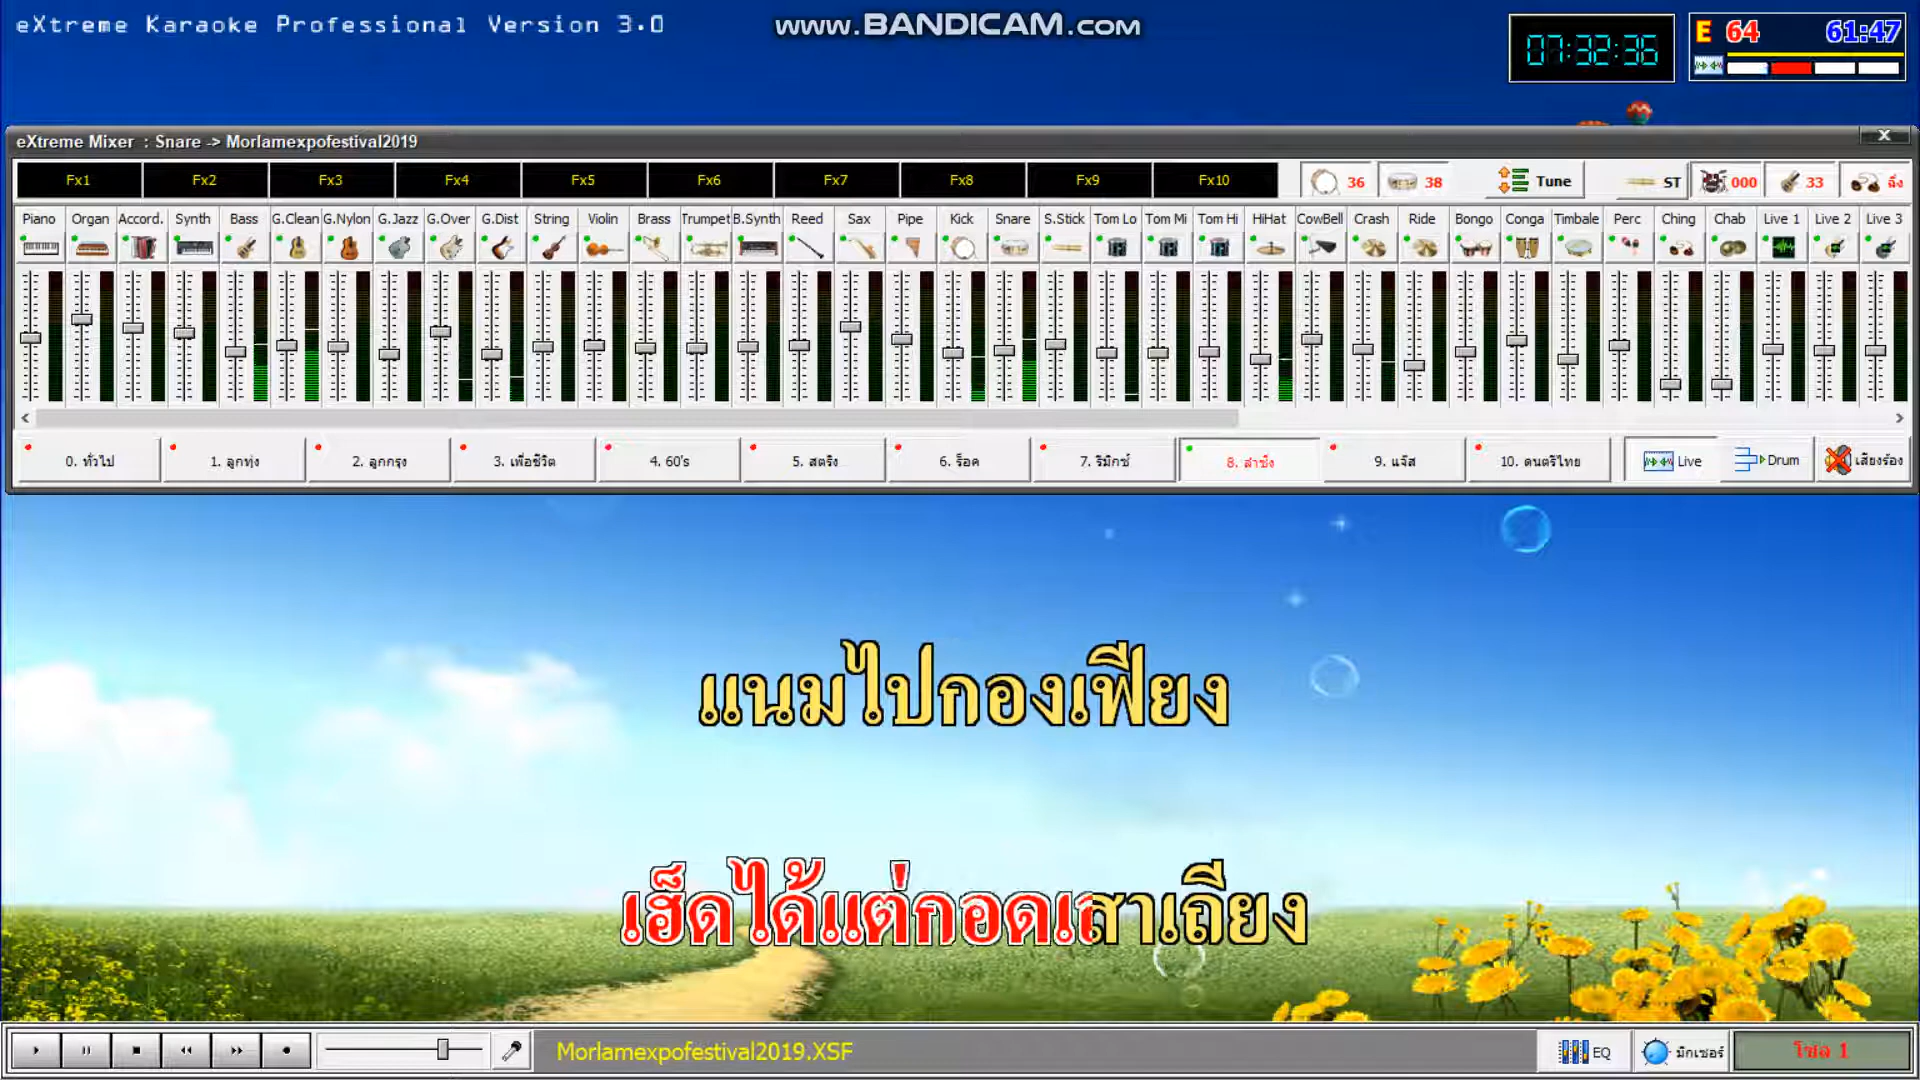 eXtreme Karaoke Professional Version 3.0
www.BANDICAM.com
07:32:36
E 64 61:47
eXtreme Mixer : Snare -> Morlamexpofestival2019
X
Fx1 Fx2 Fx3 Fx4 Fx5 Fx6 Fx7 Fx8 Fx9 Fx10 36 38 Tune ST 000 33 ฉิ่ง
Piano Organ Accord. Synth Bass G.Clean G.Nylon G.Jazz G.Over G.Dist String Violin Brass Trumpet B.Synth Reed Sax Pipe Kick Snare S.Stick Tom Lo Tom Mi Tom Hi HiHat CowBell Crash Ride Bongo Conga Timbale Perc Ching Chab Live 1 Live 2 Live 3
0. ทั่วไป 1. ลูกทุ่ง 2. ลูกกรุง 3. เพื่อชีวิต 4. 60's 5. สตริง 6. ร็อค 7. ริมิกซ์ 8. ลำซิ่ง 9. แจ๊ส 10. ดนตรีไทย Live Drum เสียงร้อง
แนมไปกองเฟียง
เฮ็ดได้แต่กอดเสาเถียง
Morlamexpofestival2019.XSF
EQ มิกเซอร์ โซล 1